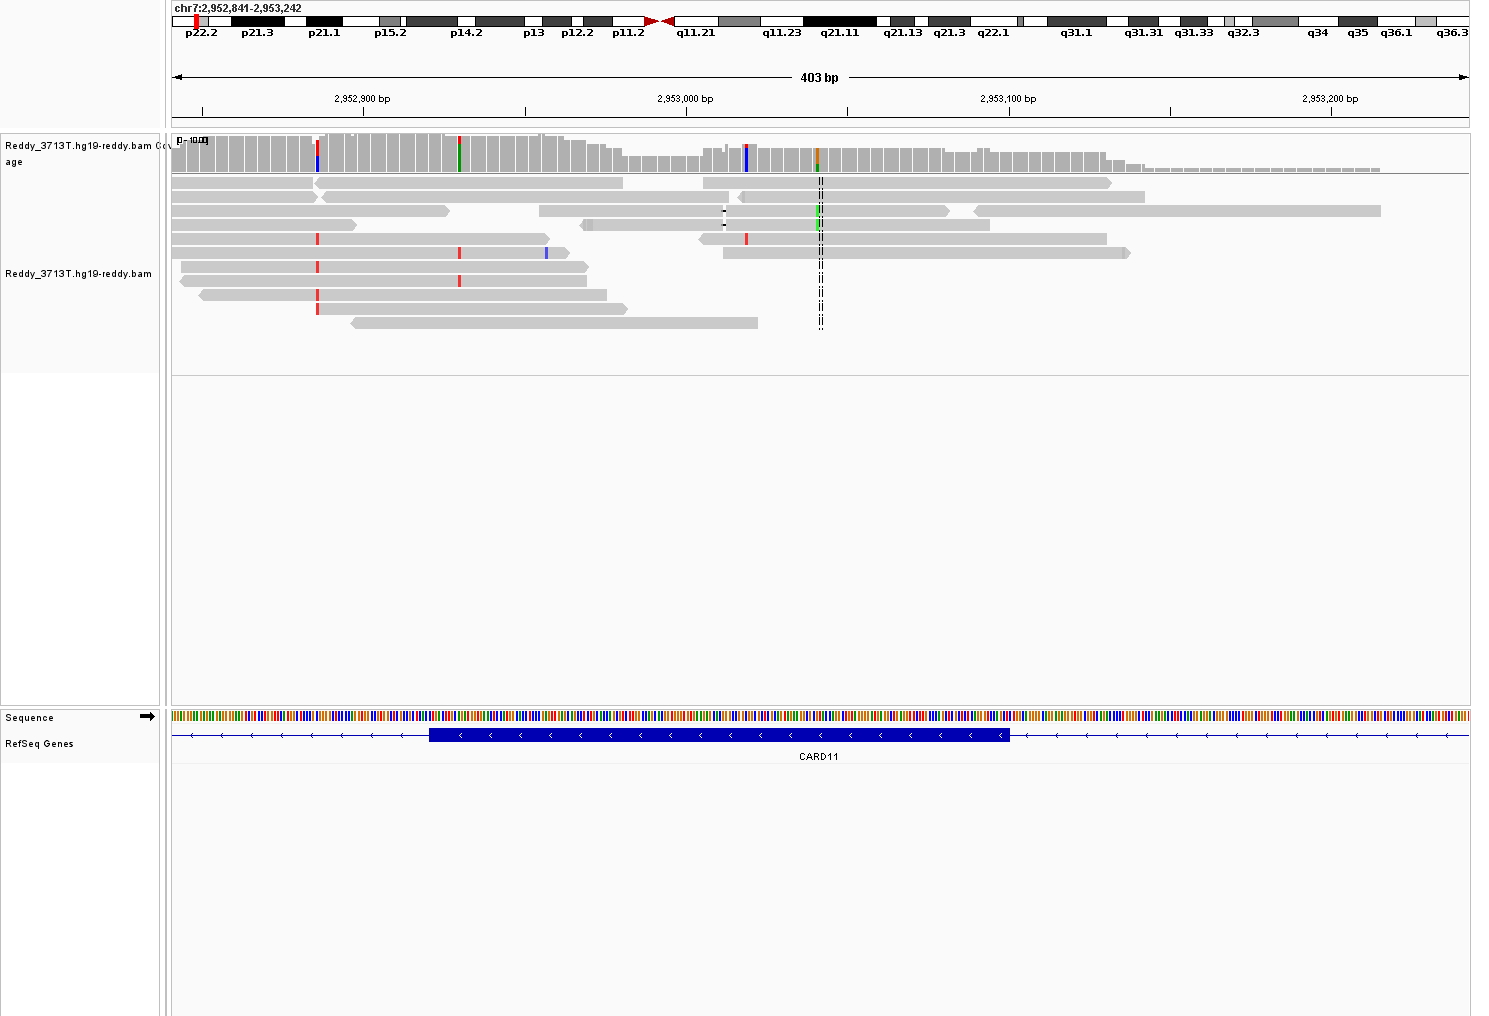 chr7:2,952,841-2,953,242
p22.2 p21.3 p21.1 p15.2 p14.2 p13 p12.2 p11.2 q11.21 q11.23 q21.11 q21.13 q21.3 q22.1 q31.1 q31.31 q31.33 q32.3 q34 q35 q36.1 q36.3
403 bp
2,952,900 bp 2,953,000 bp 2,953,100 bp 2,953,200 bp
Reddy_3713T.hg19-reddy.bam Cov
age
[0 - 10.00]
Reddy_3713T.hg19-reddy.bam
Sequence
RefSeq Genes
CARD11